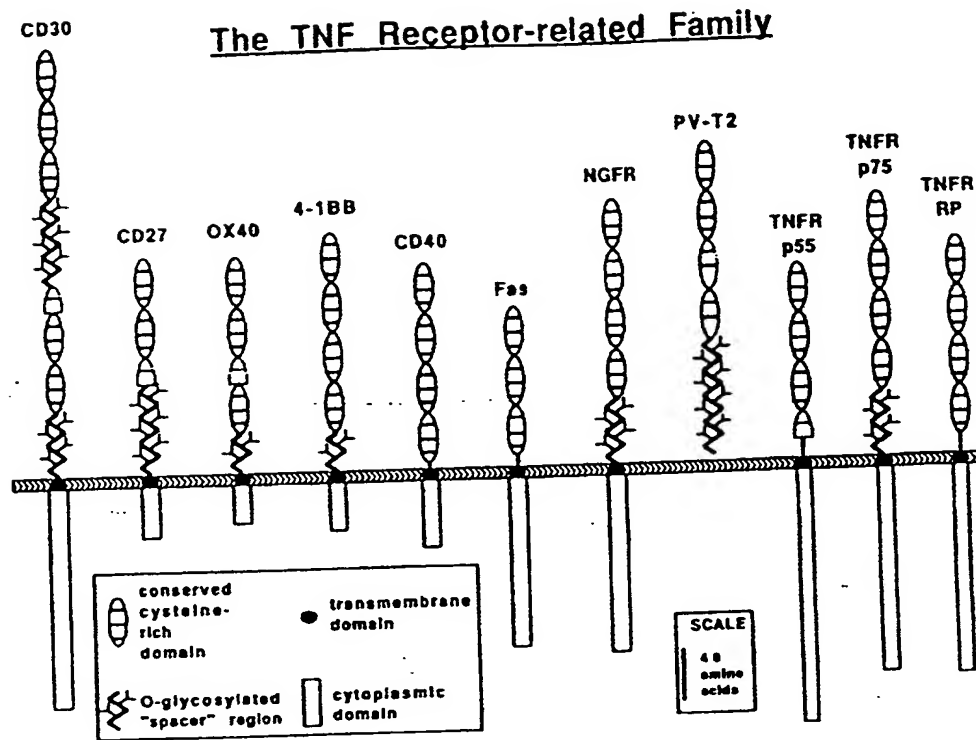 The TNF Receptor-related Family
CD30
CD27
OX40
4-1BB
CD40
Fas
NGFR
PV-T2
TNFR
p55
TNFR
p75
TNFR
RP
conserved
cysteine-
rich
domain
transmembrane
domain
O-glycosylated
"spacer" region
cytoplasmic
domain
SCALE
40
amino
acids